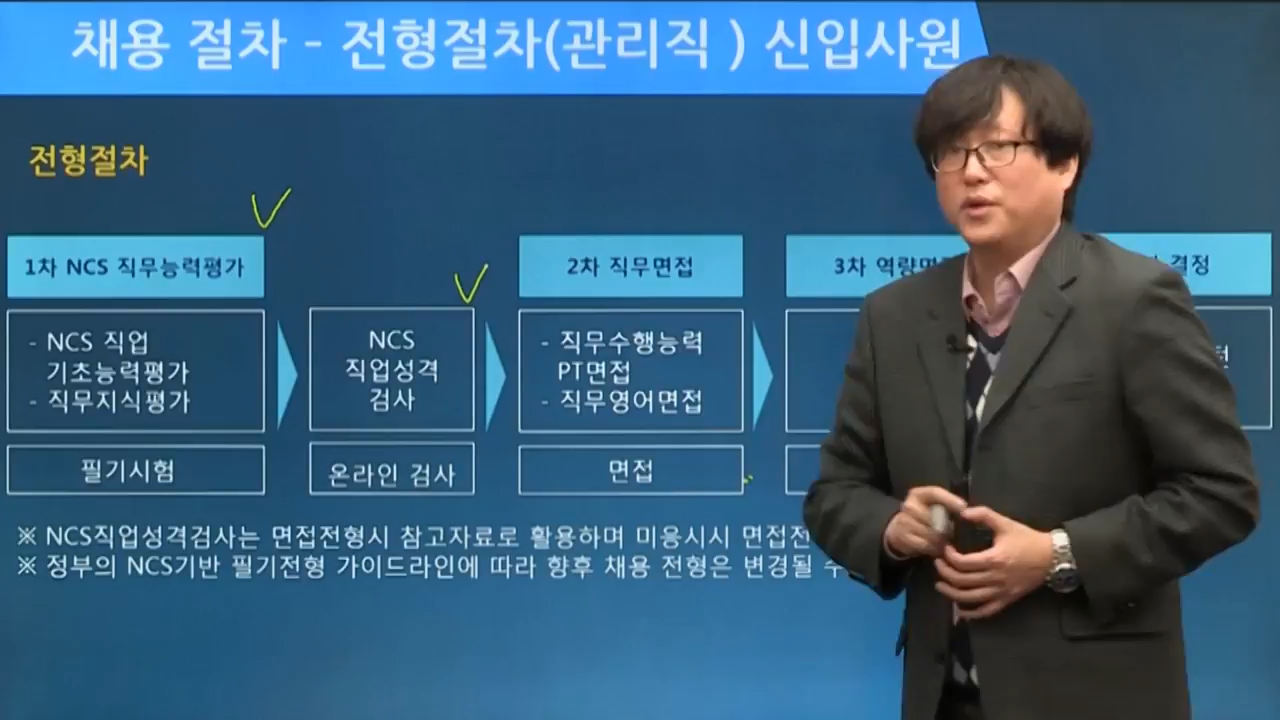 채용 절차 - 전형절차(관리직 ) 신입사원
전형절차
1차 NCS 직무능력평가
2차 직무면접
3차
결정
- NCS 직업
기초능력평가
- 직무지식평가
NCS
직업성격
검사
- 직무수행능력
PT면접
- 직무영어면접
필기시험
온라인 검사
면접
※ NCS직업성격검사는 면접전형시 참고자료로 활용하며 미응시시
※ 정부의 NCS기반 필기전형 가이드라인에 따라 향후 채용 전형은 변경될